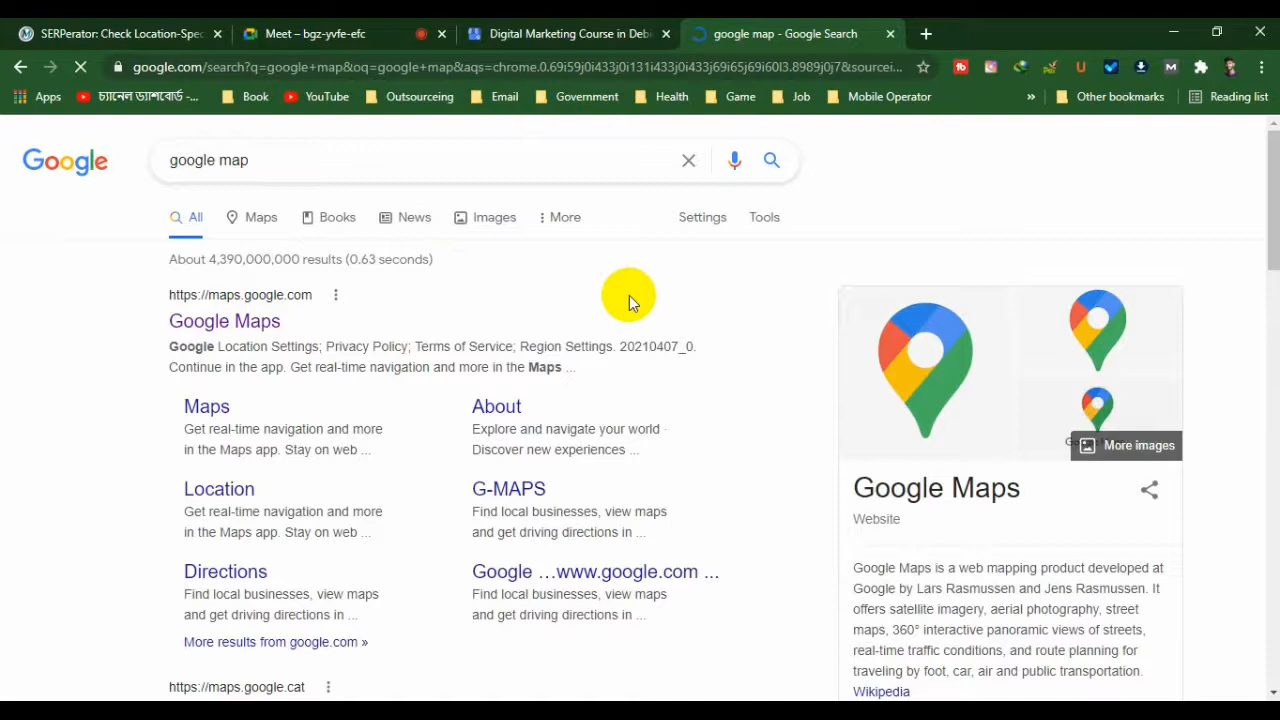 SERPerator: Check Location-Spec
Meet – bgz-yvfe-efc
Digital Marketing Course in Deb
google map - Google Search
google.com/search?q=google+map&oq=google+map&aqs=chrome.0.69i59j0i433j0i131i433j0i433j69i65j69i60l3.8989j0j7&sourcei...
Apps
চ্যানেল ড্যাশবোর্ড -...
Book
YouTube
Outsourceing
Email
Government
Health
Game
Job
Mobile Operator
»
Other bookmarks
Reading list
Google
google map
All
Maps
Books
News
Images
More
Settings
Tools
About 4,390,000,000 results (0.63 seconds)
https://maps.google.com
Google Maps
Google Location Settings; Privacy Policy; Terms of Service; Region Settings. 20210407_0.
Continue in the app. Get real-time navigation and more in the Maps ...
Maps
Get real-time navigation and more
in the Maps app. Stay on web ...
About
Explore and navigate your world ·
Discover new experiences ...
Location
Get real-time navigation and more
in the Maps app. Stay on web ...
G-MAPS
Find local businesses, view maps
and get driving directions in ...
Directions
Find local businesses, view maps
and get driving directions in ...
Google …www.google.com ...
Find local businesses, view maps
and get driving directions in ...
More results from google.com »
https://maps.google.cat
More images
Google Maps
Website
Google Maps is a web mapping product developed at
Google by Lars Rasmussen and Jens Rasmussen. It
offers satellite imagery, aerial photography, street
maps, 360° interactive panoramic views of streets,
real-time traffic conditions, and route planning for
traveling by foot, car, air and public transportation.
Wikipedia